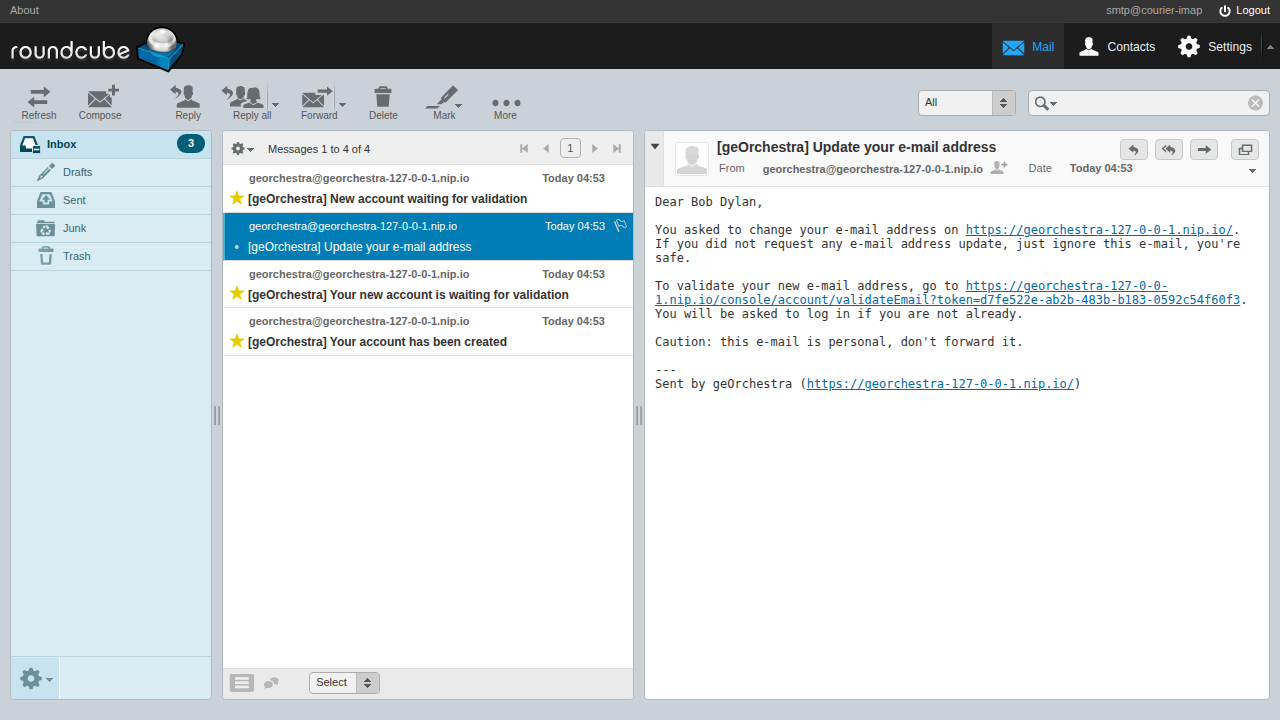 About
smtp@courier-imap
Logout
roundcube
Mail
Contacts
Settings
Refresh
Compose
Reply
Reply all
Forward
Delete
Mark
More
All
Inbox
3
Drafts
Sent
Junk
Trash
Messages 1 to 4 of 4
1
georchestra@georchestra-127-0-0-1.nip.io
Today 04:53
[geOrchestra] New account waiting for validation
georchestra@georchestra-127-0-0-1.nip.io
Today 04:53
[geOrchestra] Update your e-mail address
georchestra@georchestra-127-0-0-1.nip.io
Today 04:53
[geOrchestra] Your new account is waiting for validation
georchestra@georchestra-127-0-0-1.nip.io
Today 04:53
[geOrchestra] Your account has been created
Select
[geOrchestra] Update your e-mail address
From georchestra@georchestra-127-0-0-1.nip.io Date Today 04:53
Dear Bob Dylan,
You asked to change your e-mail address on https://georchestra-127-0-0-1.nip.io/.
If you did not request any e-mail address update, just ignore this e-mail, you're
safe.
To validate your new e-mail address, go to https://georchestra-127-0-0-
1.nip.io/console/account/validateEmail?token=d7fe522e-ab2b-483b-b183-0592c54f60f3.
You will be asked to log in if you are not already.
Caution: this e-mail is personal, don't forward it.
---
Sent by geOrchestra (https://georchestra-127-0-0-1.nip.io/)